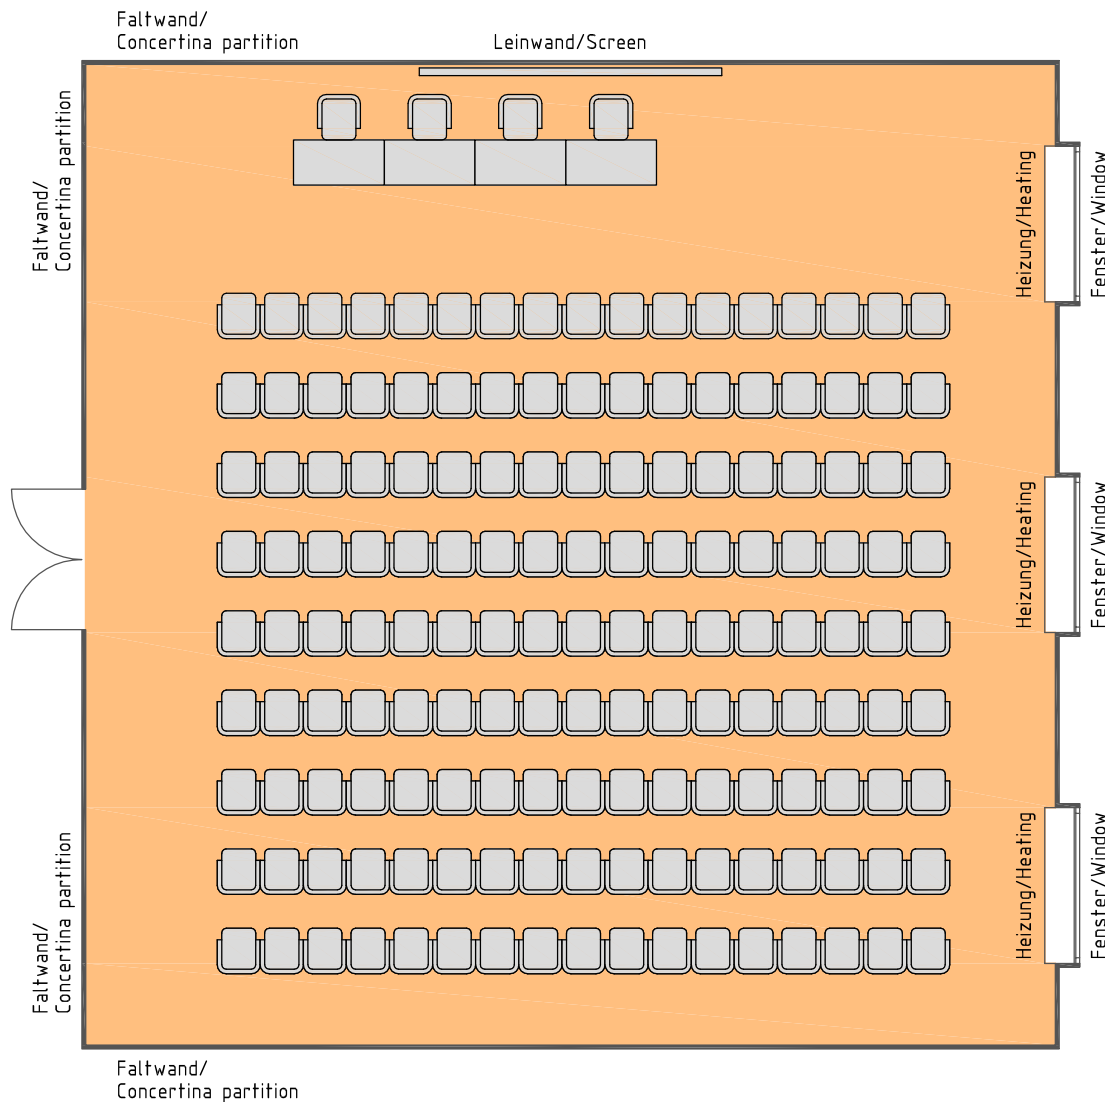 Faltwand/
Concertina partition
Leinwand/Screen
Faltwand/
Concertina partition
Heizung/Heating
Fenster/Window
Heizung/Heating
Fenster/Window
Faltwand/
Concertina partition
Heizung/Heating
Fenster/Window
Faltwand/
Concertina partition